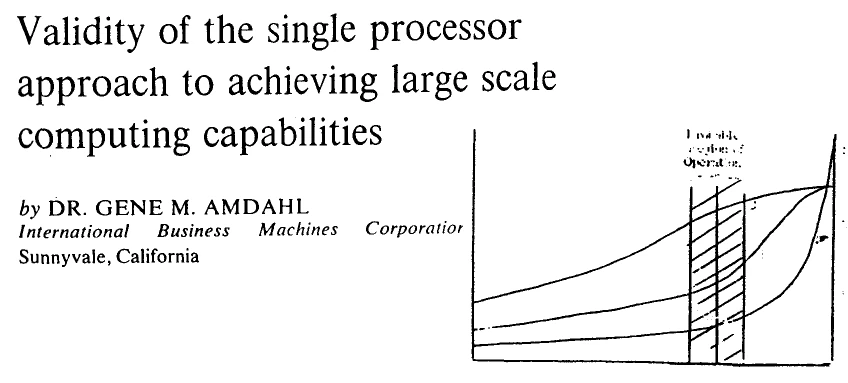 Validity of the single processor
approach to achieving large scale
computing capabilities
by DR. GENE M. AMDAHL
International Business Machines Corporation
Sunnyvale, California